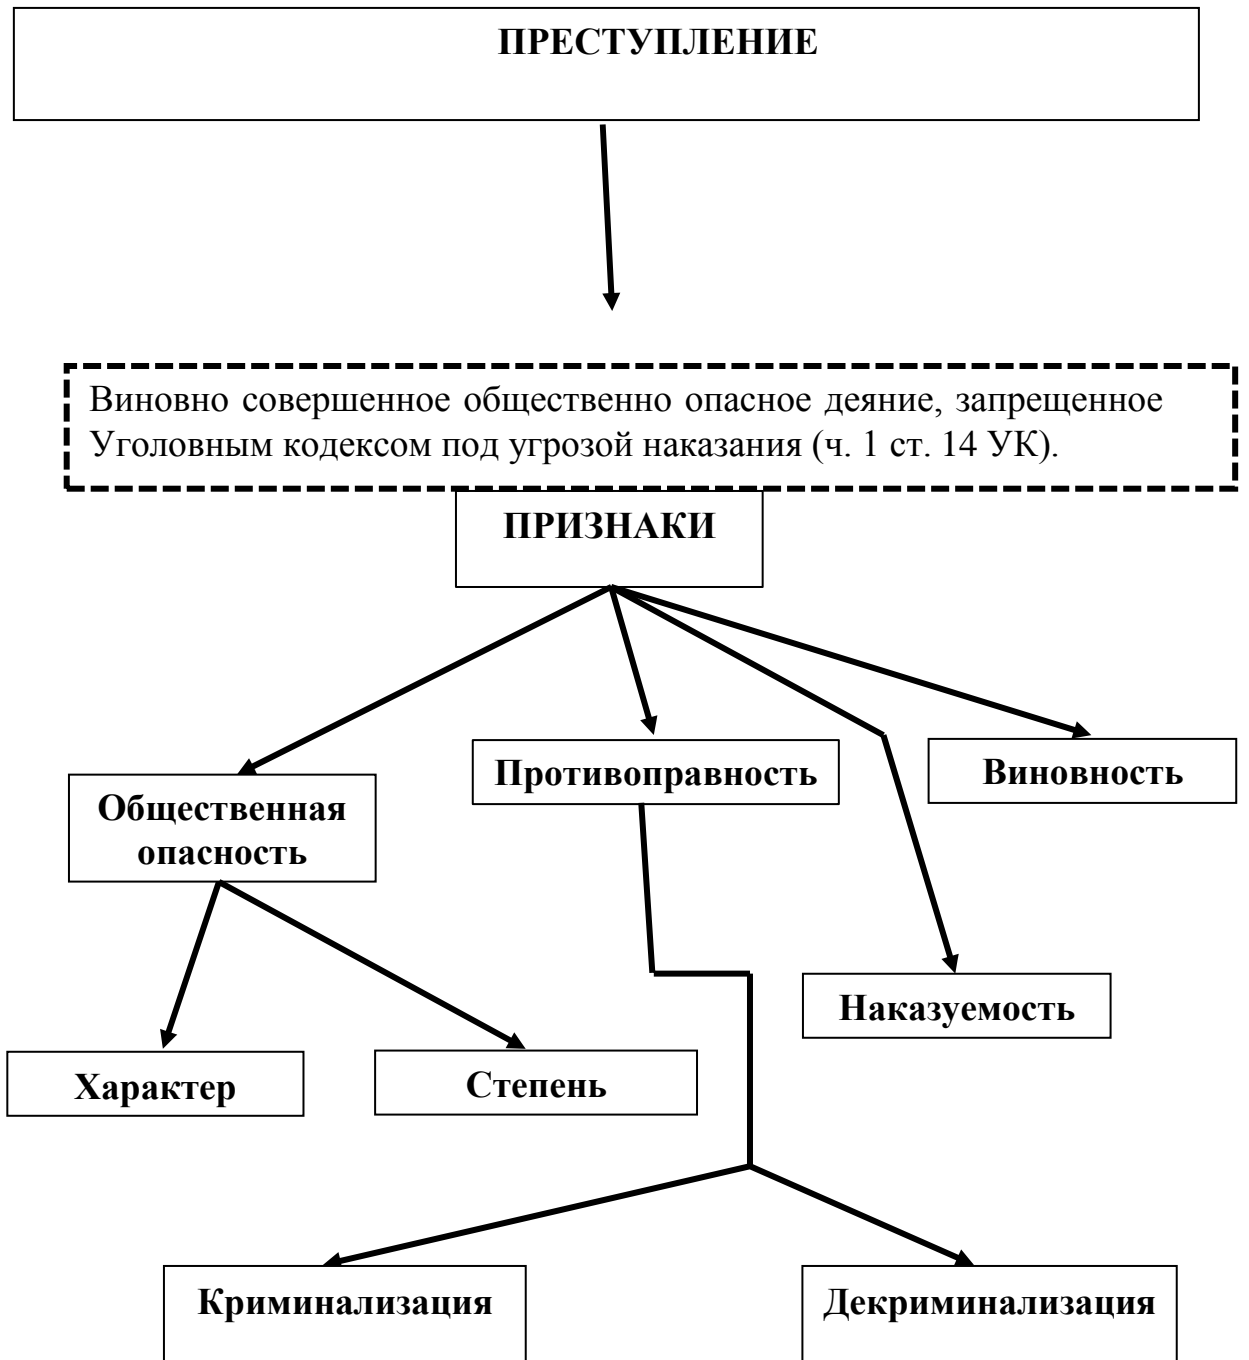 ПРЕСТУПЛЕНИЕ
Виновно совершенное общественно опасное деяние, запрещенное
Уголовным кодексом под угрозой наказания (ч. 1 ст. 14 УК).
ПРИЗНАКИ
Общественная
опасность
Противоправность
Виновность
Наказуемость
Характер
Степень
Криминализация
Декриминализация